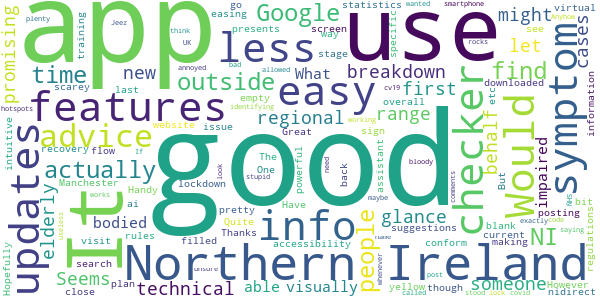 app
use
good
It
Northern Ireland
easy
features
less
Would
symptom
checker
info
updates
advice
actually
people
find
NI
Google
outside
regional
breakdown
might
let
time
new
promising
first
range
glance
someone
technical
able
visually
impaired
behalf
elderly
bodied
Seems
cases
What
see
plenty
Jeez
easing
way
statistics
training
presents
screen
specific
virtual
smartphone
Anyhow
think
wanted
UK
stage
annoyed
bad
allowed
cv19
working
rocks
hotspots
scarey
last
empty
identifying
downloaded
etc
information
intuitive
website
issue
overall
sign
recovery
flow
Great
If
The
One
powerful
assistant
need
look
bloody
maybe
But
bit
Manchester
Handy
ai
lockdown
Have
back
stupid
comments
exactly
code
NHS
works
pretty
Quite
filled
Thanks
suggestions
posting
blank
current
saying
useless
rules
accessibility
conform
making
regulations
Hopefully
search
plan
visit
unsure
yellow
though
Nidirect
close
post
whenever
called
stood
lock
covid